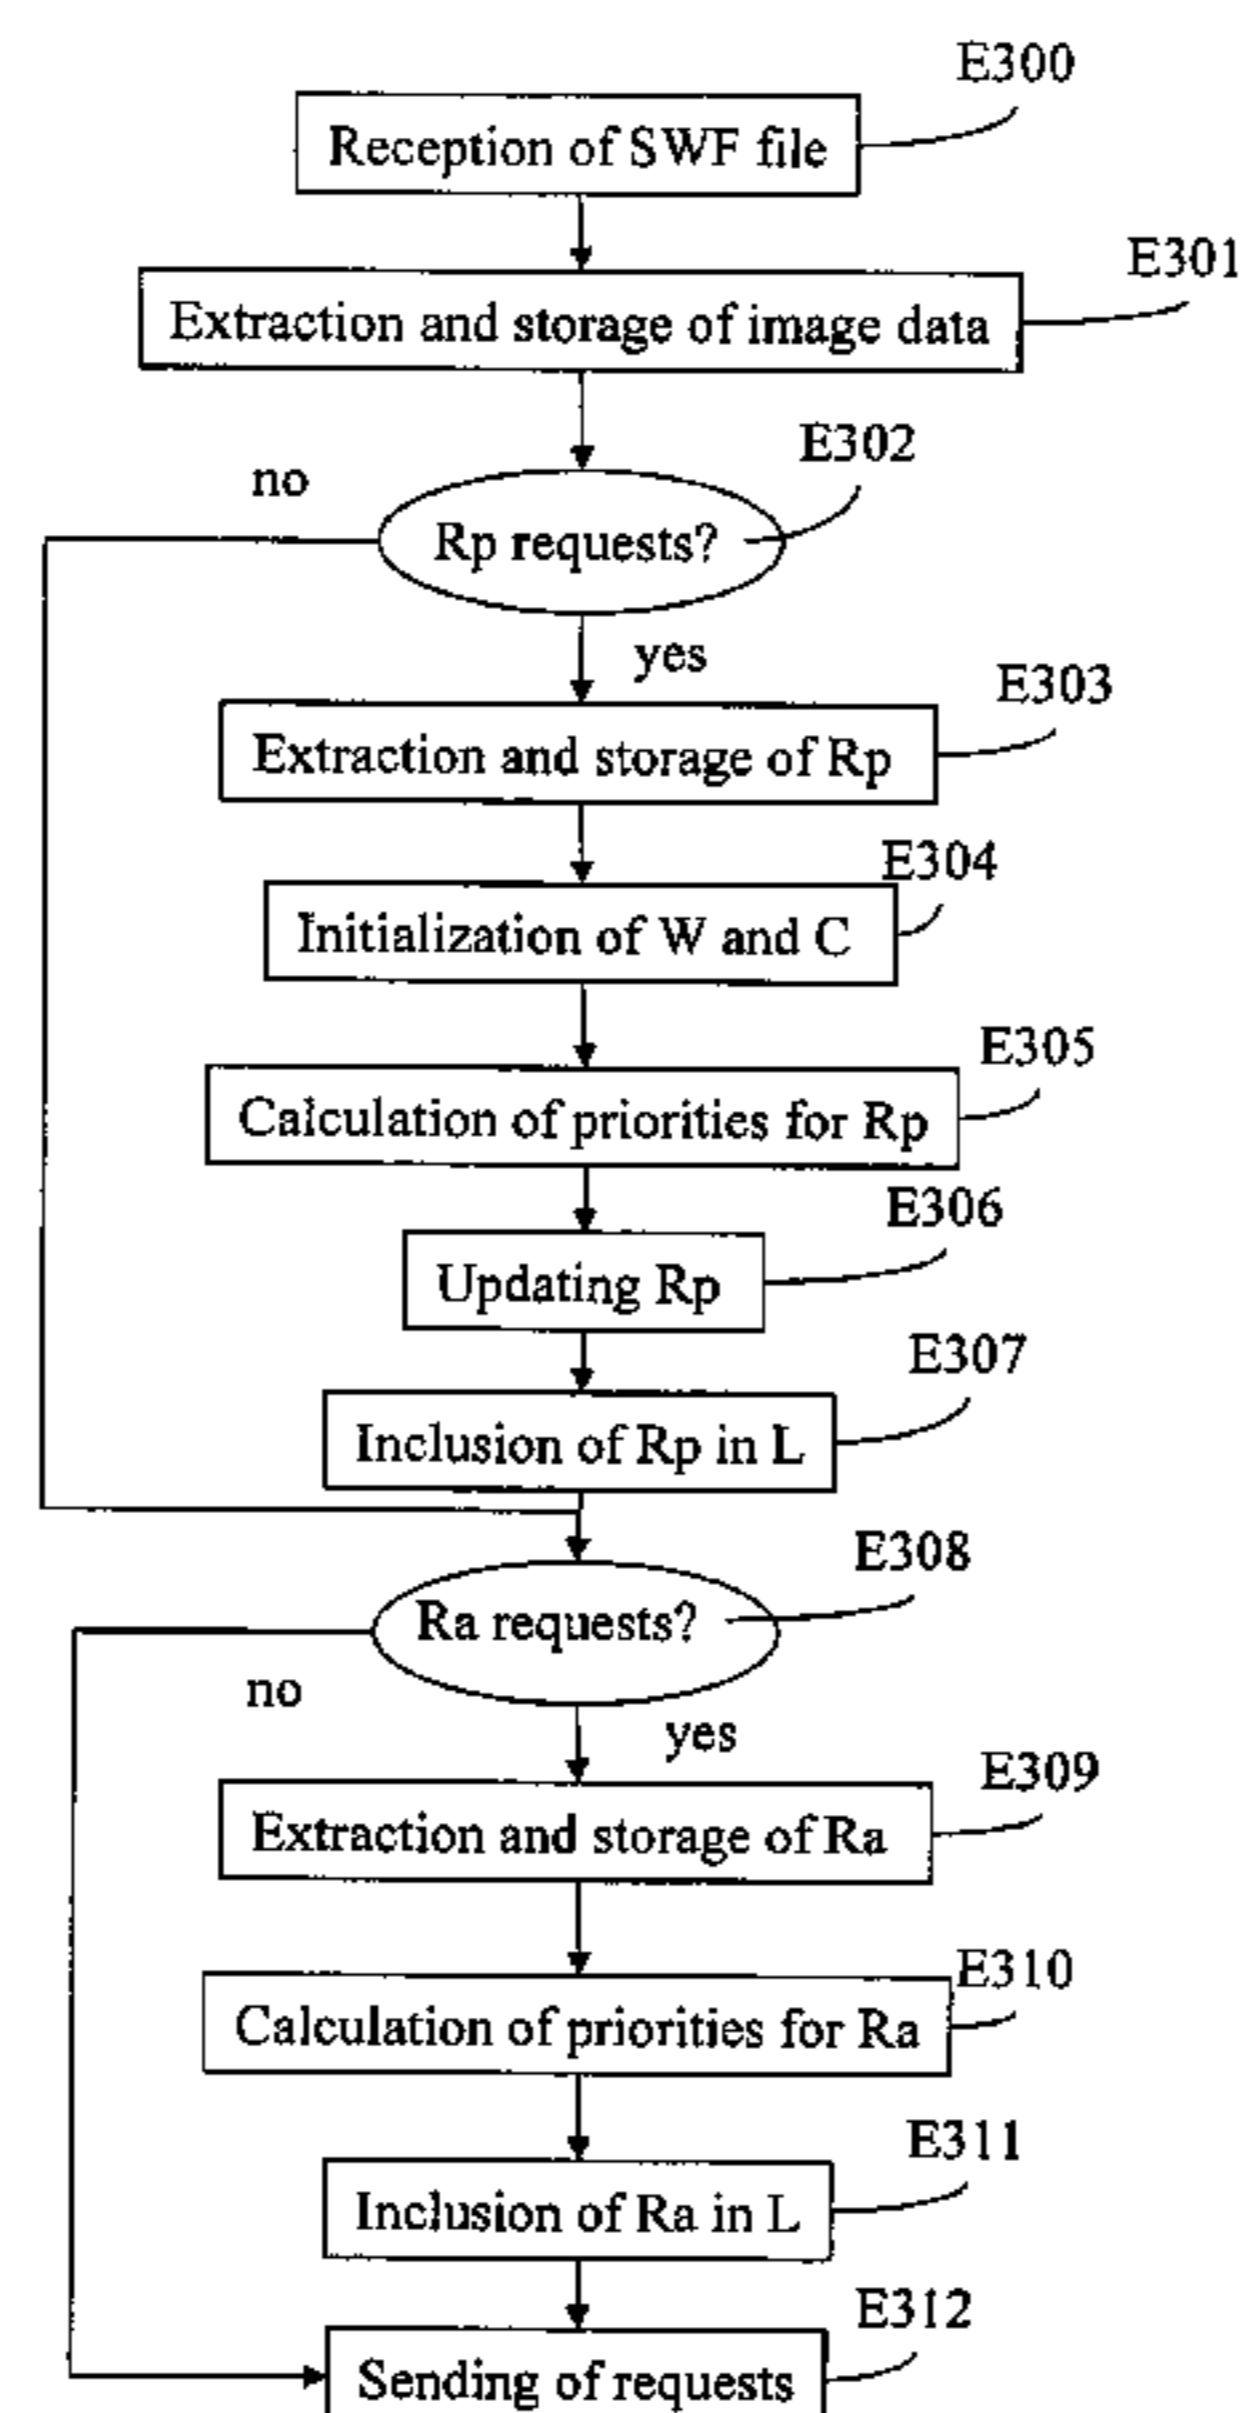 E300
Reception of SWF file
E301
Extraction and storage of image data
E302
no
Rp requests?
yes
E303
Extraction and storage of Rp
E304
Initialization of W and C
E305
Calculation of priorities for Rp
E306
Updating Rp
E307
Inclusion of Rp in L
E308
Ra requests?
no
yes
E309
Extraction and storage of Ra
E310
Calculation of priorities for Ra
E311
Inclusion of Ra in L
E312
Sending of requests